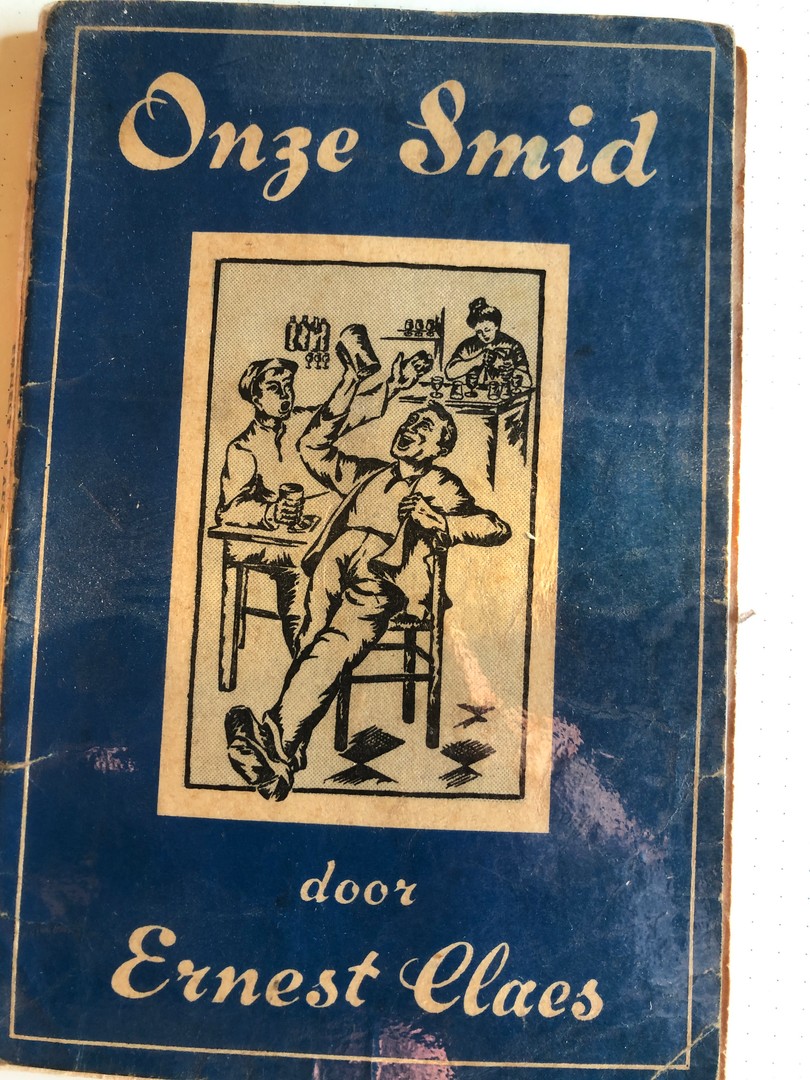 Onze Smid
door
Ernest Claes